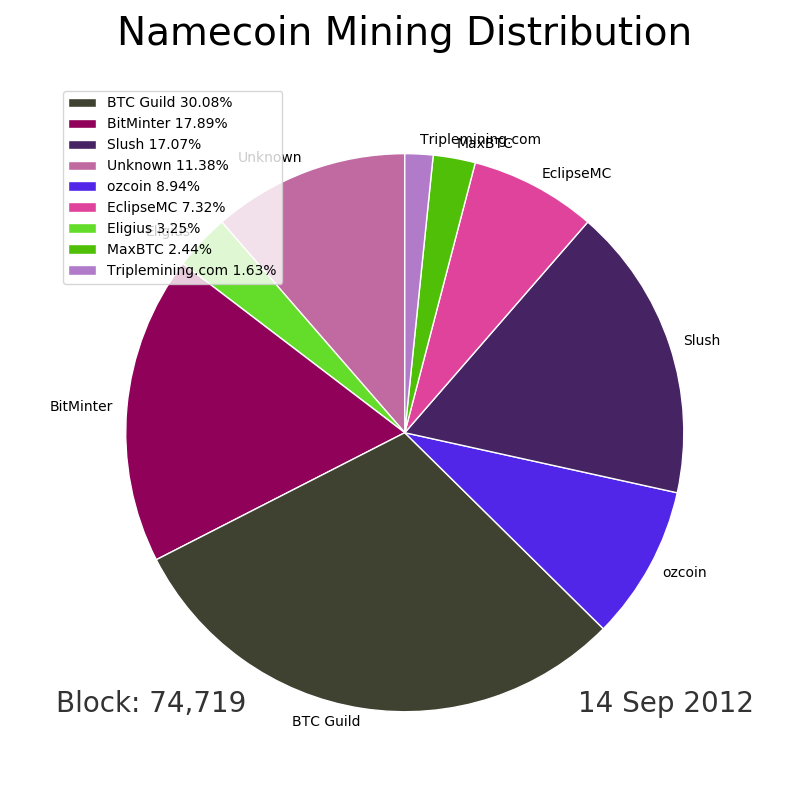 Namecoin Mining Distribution
BTC Guild 30.08%
BitMinter 17.89%
Slush 17.07%
Unknown 11.38%
ozcoin 8.94%
EclipseMC 7.32%
Eligius 3.25%
MaxBTC 2.44%
Triplemining.com 1.63%
Triplemining.com
MaxBTC
Unknown
EclipseMC
Eligius
Slush
BitMinter
ozcoin
Block: 74,719
14 Sep 2012
BTC Guild